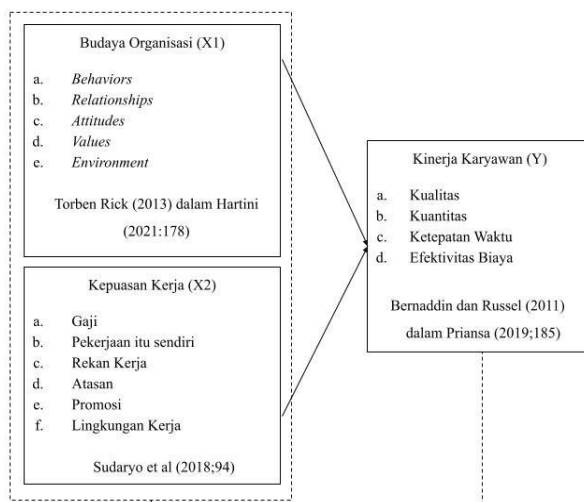 Budaya Organisasi (X1)
a. Behaviors
b. Relationships
c. Attitudes
d. Values
e. Environment
Torben Rick (2013) dalam Hartini
(2021:178)
Kepuasan Kerja (X2)
a. Gaji
b. Pekerjaan itu sendiri
c. Rekan Kerja
d. Atasan
e. Promosi
f. Lingkungan Kerja
Sudaryo et al (2018;94)
Kinerja Karyawan (Y)
a. Kualitas
b. Kuantitas
c. Ketepatan Waktu
d. Efektivitas Biaya
Bernaddin dan Russel (2011)
dalam Priansa (2019;185)